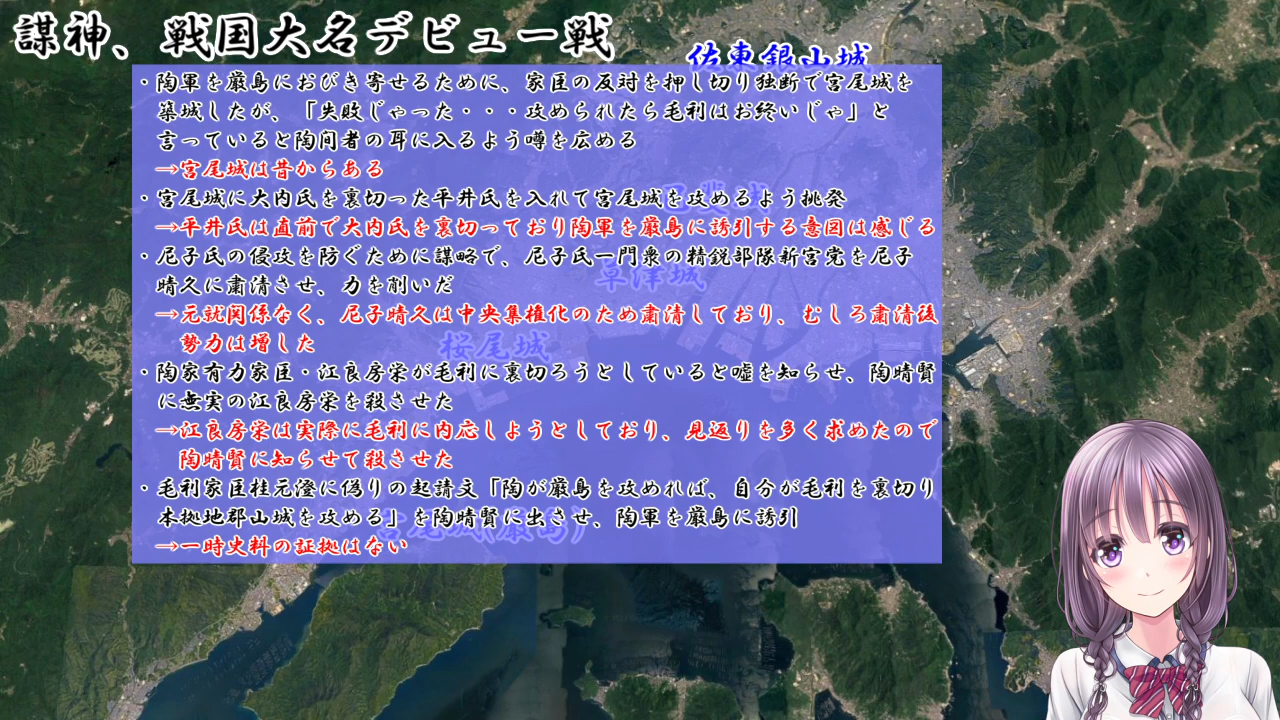 謀神、戦国大名デビュー戦
佐東銀山城
・陶軍を厳島におびき寄せるために、家臣の反対を押し切り独断で宮尾城を
築城したが、「失敗じゃった・・・攻められたら毛利はお終いじゃ」と
言っていると陶間者の耳に入るよう噂を広める
→宮尾城は昔からある
・宮尾城に大内氏を裏切った平井氏を入れて宮尾城を攻めるよう挑発
→平井氏は直前で大内氏を裏切っており陶軍を厳島に誘引する意図は感じる
・尼子氏の侵攻を防ぐために謀略で、尼子氏一門衆の精鋭部隊新宮党を尼子
草津城
晴久に粛清させ、力を削いだ
→元就関係なく、尼子晴久は中央集権化のため粛清しており、むしろ粛清後
勢力は増した
桜尾城
・陶家有力家臣・江良房栄が毛利に裏切ろうとしていると嘘を知らせ、陶晴賢
に無実の江良房栄を殺させた
→江良房栄は実際に毛利に内応しようとしており、見返りを多く求めたので
陶晴賢に知らせて殺させた
・毛利家臣桂元澄に偽りの起請文「陶が厳島を攻めれば、自分が毛利を裏切り
本拠地郡山城を攻める」を陶晴賢に出させ、陶軍を厳島に誘引
宮尾城(厳島)
→一時史料の証拠はない